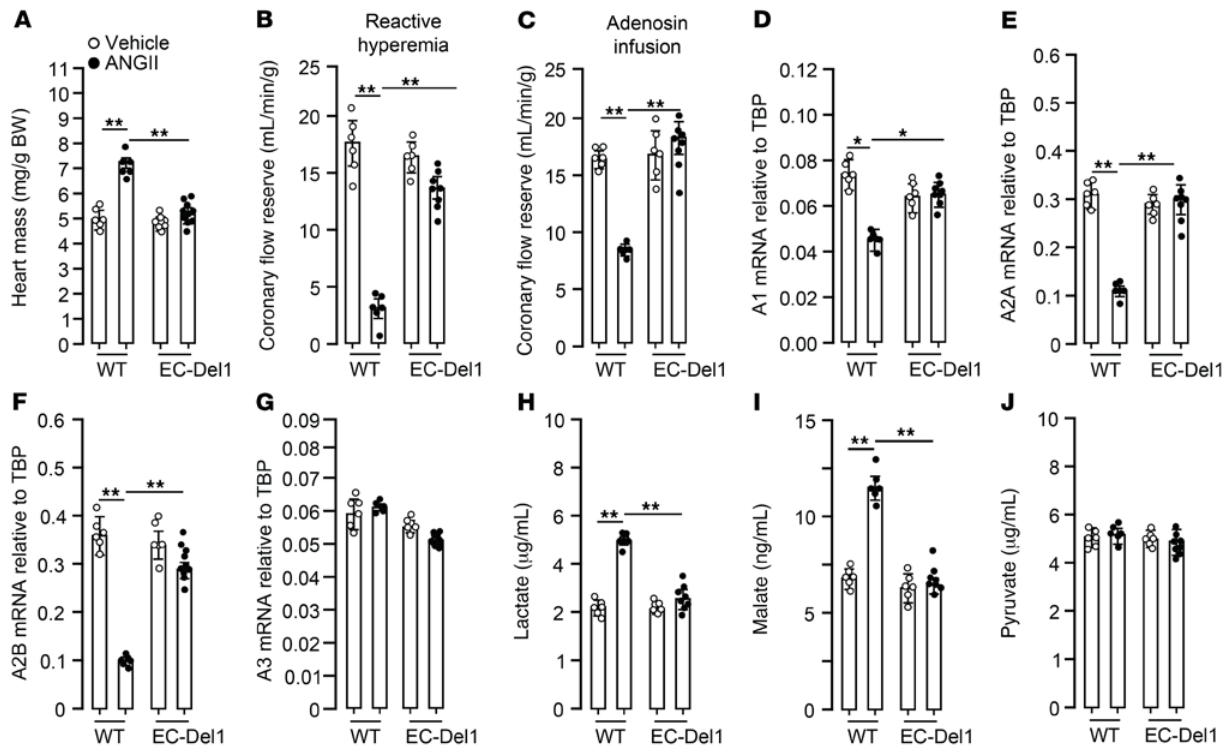 A
Vehicle
ANGII
Heart mass (mg/g BW)
11
10
9
8
7
6
5
4
3
2
1
0
WT
EC-Del1
**
**
B
Reactive
hyperemia
Coronary flow reserve (mL/min/g)
25
20
15
10
5
0
WT
EC-Del1
**
**
C
Adenosin
infusion
Coronary flow reserve (mL/min/g)
25
20
15
10
15
0
WT
EC-Del1
**
**
D
A1 mRNA relative to TBP
0.12
0.10
0.08
0.06
0.04
0.02
0.00
WT
EC-Del1
*
*
E
A2A mRNA relative to TBP
0.6
0.5
0.4
0.3
0.2
0.1
0
WT
EC-Del1
**
**
F
A2B mRNA relative to TBP
0.6
0.5
0.4
0.3
0.2
0.1
0
WT
EC-Del1
**
**
G
A3 mRNA relative to TBP
0.09
0.08
0.07
0.06
0.05
0.04
0.03
0.02
0.01
0
WT
EC-Del1
H
Lactate (µg/mL)
10
8
6
4
2
4
0
WT
EC-Del1
**
**
I
Malate (ng/mL)
15
10
5
0
WT
EC-Del1
**
**
J
Pyruvate (µg/mL)
10
8
6
4
2
4
0
WT
EC-Del1